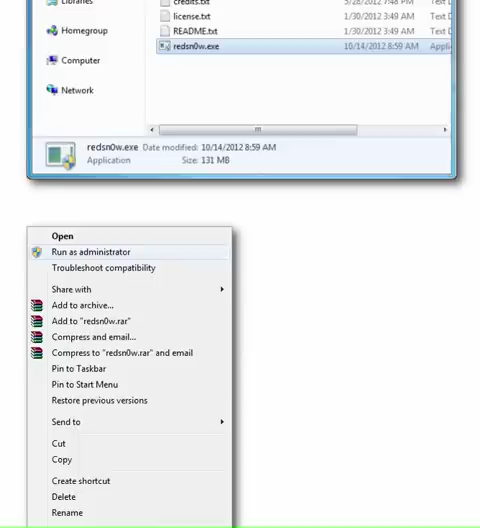 Libraries
credits.txt 5/28/2012 7:48 PM Text D
license.txt 1/30/2012 3:49 AM Text D
Homegroup
README.txt 1/30/2012 3:49 AM Text D
redsn0w.exe 10/14/2012 8:59 AM Appli
Computer
Network
redsn0w.exe Date modified: 10/14/2012 8:59 AM
Application Size: 131 MB
Open
Run as administrator
Troubleshoot compatibility
Share with
Add to archive...
Add to "redsn0w.rar"
Compress and email...
Compress to "redsn0w.rar" and email
Pin to Taskbar
Pin to Start Menu
Restore previous versions
Send to
Cut
Copy
Create shortcut
Delete
Rename